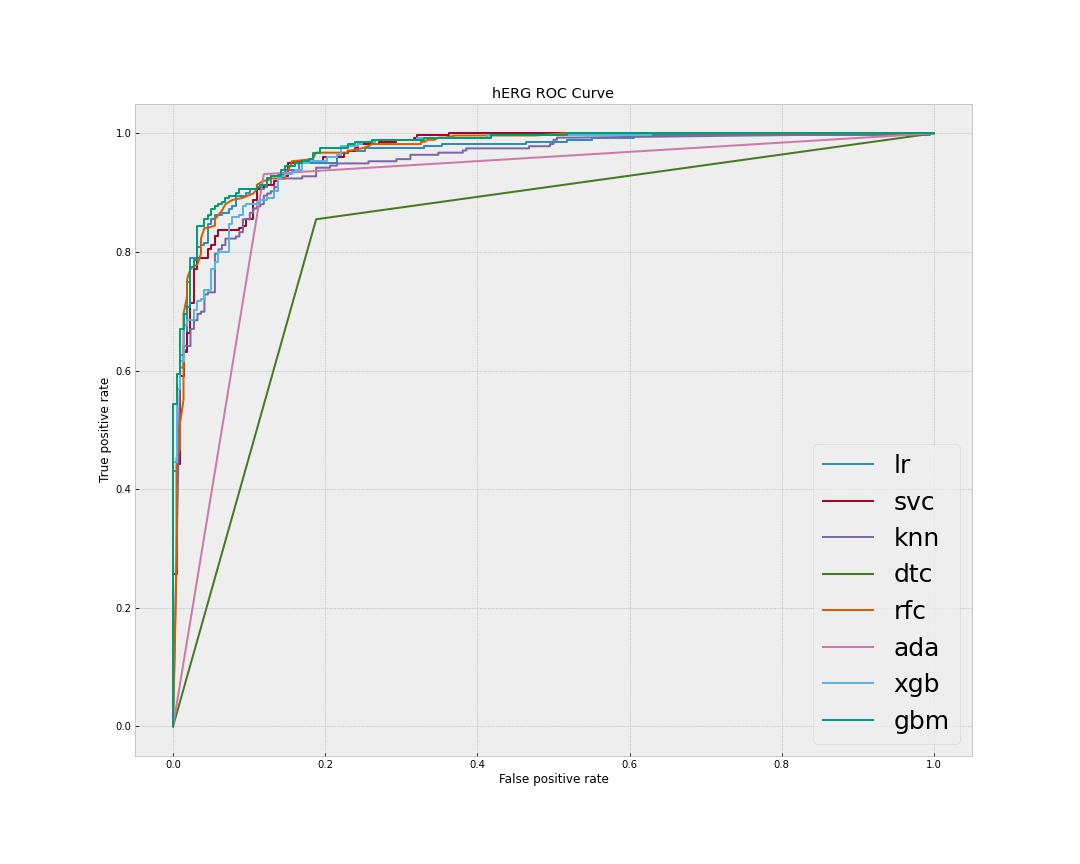 hERG ROC Curve
1.0
0.8
0.6
0.4
0.2
0.0
True positive rate
lr
svc
knn
dtc
rfc
ada
xgb
gbm
0.0 0.2 0.4 0.6 0.8 1.0
False positive rate